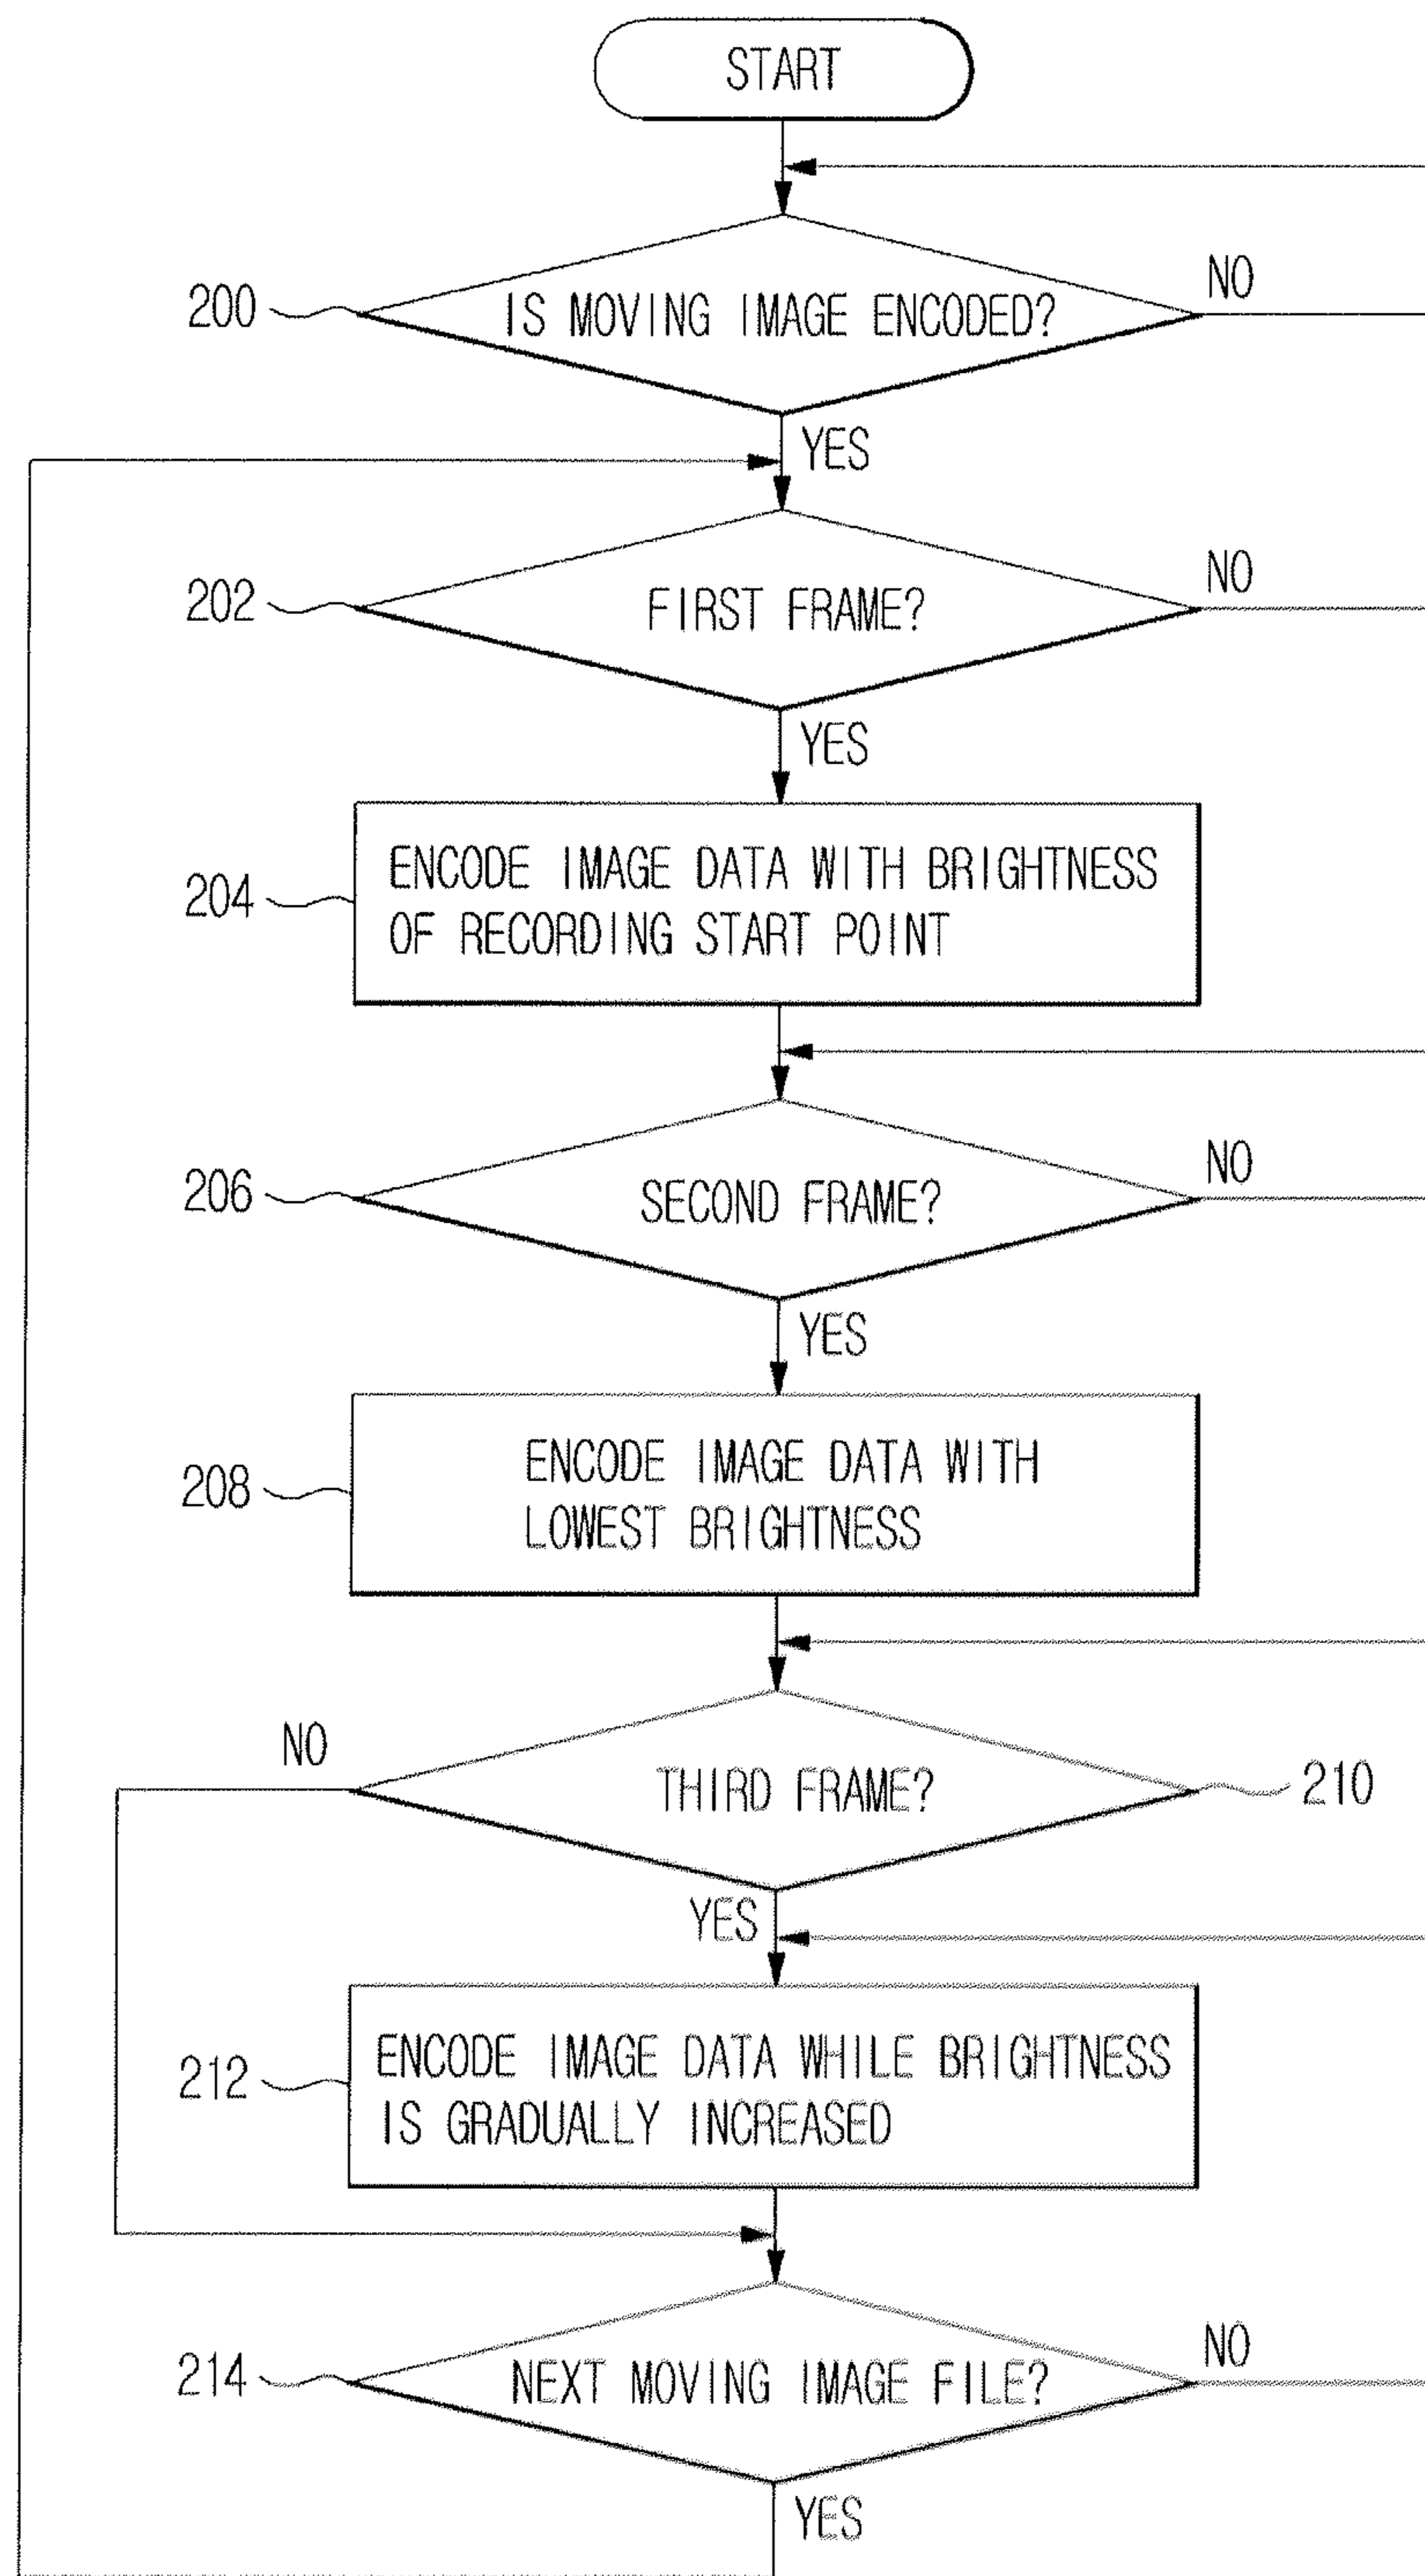 START
200
IS MOVING IMAGE ENCODED?
NO
YES
202
FIRST FRAME?
NO
YES
204
ENCODE IMAGE DATA WITH BRIGHTNESS
OF RECORDING START POINT
206
SECOND FRAME?
NO
YES
208
ENCODE IMAGE DATA WITH
LOWEST BRIGHTNESS
NO
THIRD FRAME?
210
YES
212
ENCODE IMAGE DATA WHILE BRIGHTNESS
IS GRADUALLY INCREASED
214
NEXT MOVING IMAGE FILE?
NO
YES